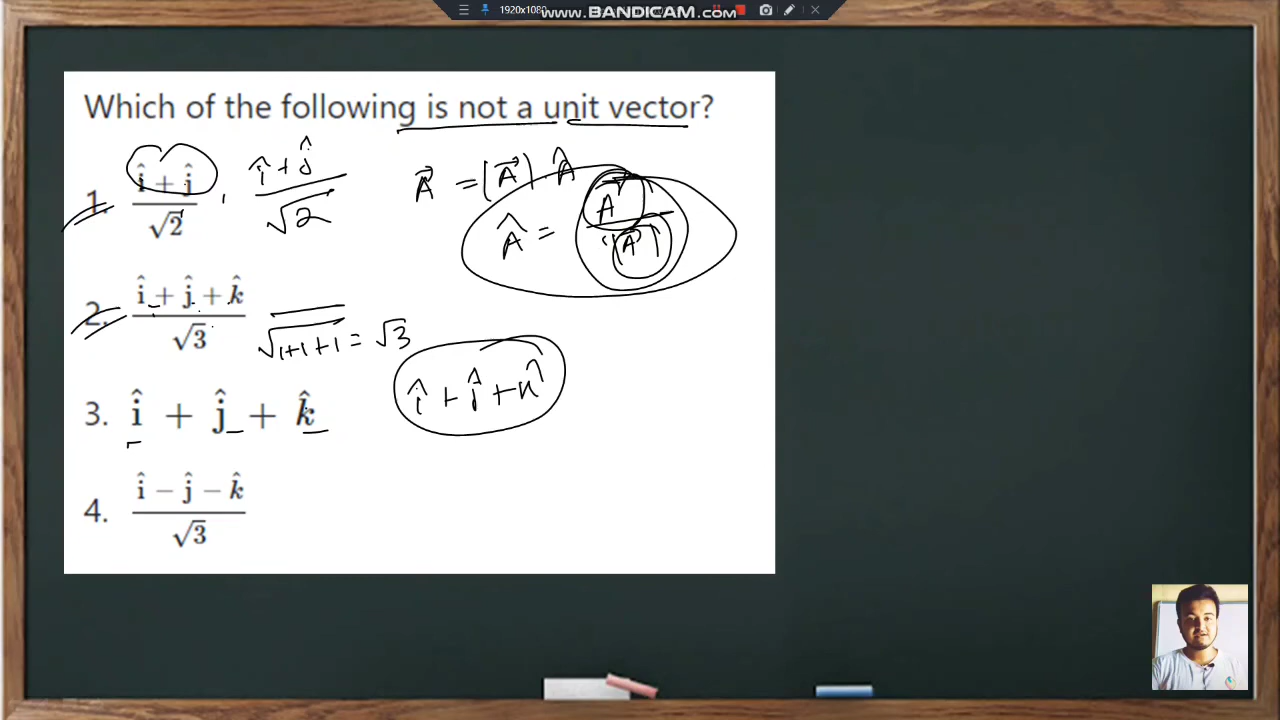 1920x1080
www.BANDICAM.com
Which of the following is not a unit vector?
1. (î + ĵ)/√2 , (î + ĵ)/√2
A⃗ = |A⃗| · Â
 = A⃗/|A⃗|
2. (î + ĵ + k̂)/√3
√1+1+1 = √3
3. î + ĵ + k̂
î + ĵ + k̂
4. (î − ĵ − k̂)/√3